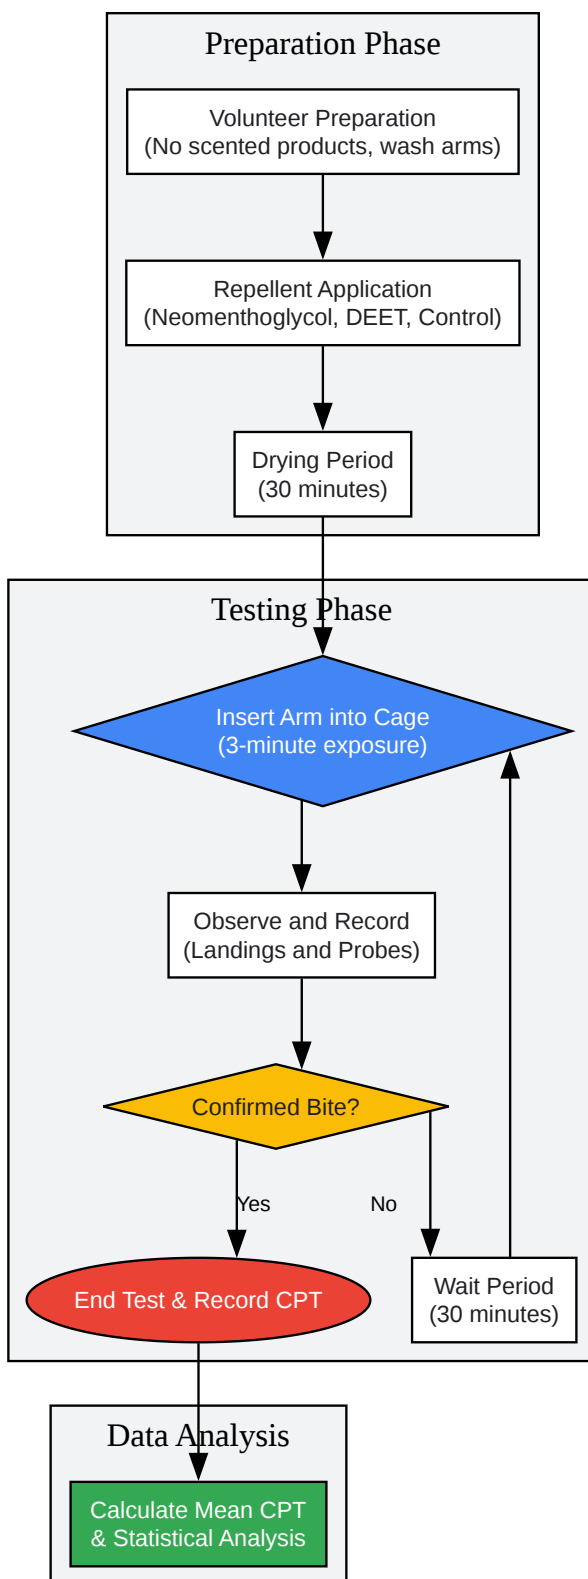 Preparation Phase
Volunteer Preparation
(No scented products, wash arms)
Repellent Application
(Neomenthoglycol, DEET, Control)
Drying Period
(30 minutes)
Testing Phase
Insert Arm into Cage
(3-minute exposure)
Observe and Record
(Landings and Probes)
Confirmed Bite?
Yes
No
End Test & Record CPT
Wait Period
(30 minutes)
Data Analysis
Calculate Mean CPT
& Statistical Analysis